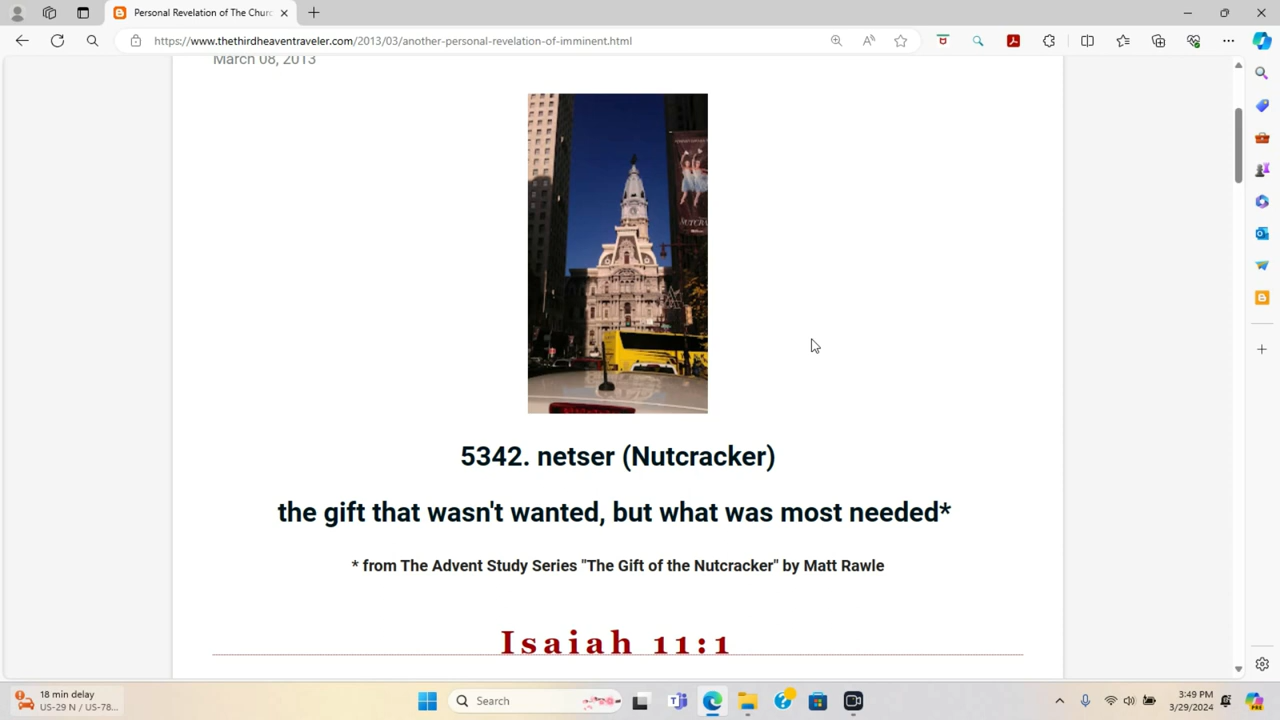 Personal Revelation of The Churc
https://www.thethirdheaventraveler.com/2013/03/another-personal-revelation-of-imminent.html
March 08, 2013
5342. netser (Nutcracker)
the gift that wasn't wanted, but what was most needed*
* from The Advent Study Series "The Gift of the Nutcracker" by Matt Rawle
Isaiah 11:1
18 min delay
US-29 N / US-78...
Search
3:49 PM
3/29/2024